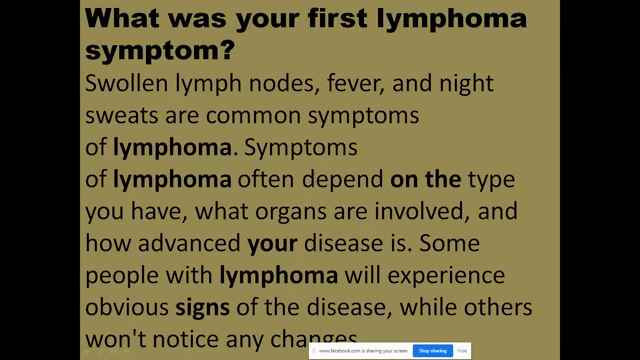 What was your first lymphoma
symptom?
Swollen lymph nodes, fever, and night
sweats are common symptoms
of lymphoma. Symptoms
of lymphoma often depend on the type
you have, what organs are involved, and
how advanced your disease is. Some
people with lymphoma will experience
obvious signs of the disease, while others
won't notice any changes
www.facebook.com is sharing your screen. Stop sharing Hide